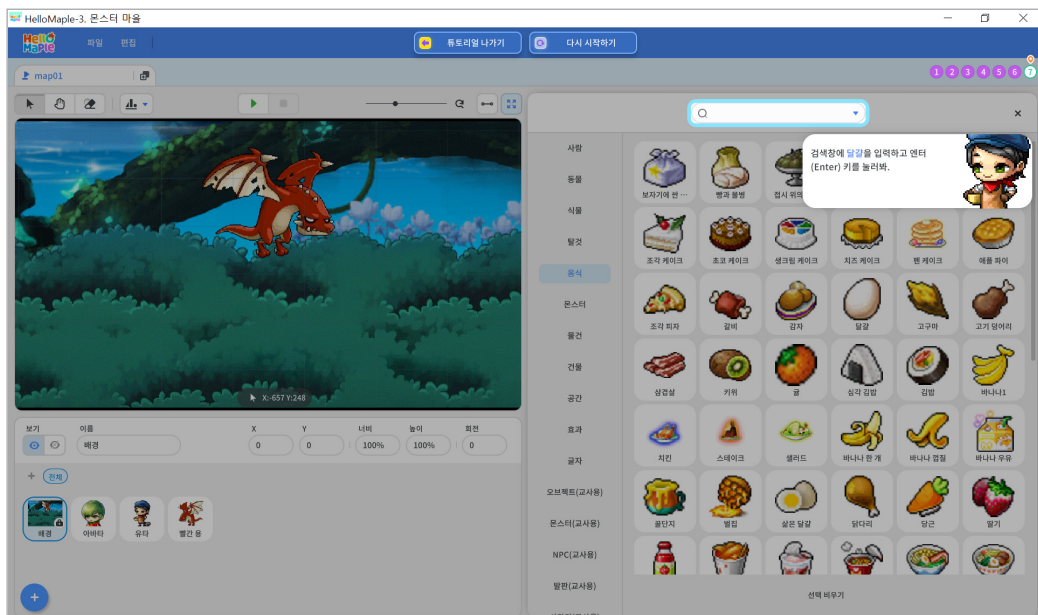 HelloMaple-3. 몬스터 마을
Hello Maple
파일 편집
튜토리얼 나가기
다시 시작하기
map01
1 2 3 4 5 6 7
검색창에 달걀을 입력하고 엔터
(Enter) 키를 눌러봐.
사람
동물
식물
탈것
음식
몬스터
물건
건물
공간
효과
글자
오브젝트(교사용)
몬스터(교사용)
NPC(교사용)
발판(교사용)
보자기에 싼 … 빵과 물병 접시 위의
조각 케이크 초코 케이크 생크림 케이크 치즈 케이크 팬 케이크 애플 파이
조각 피자 갈비 감자 달걀 고구마 고기 덩어리
삼겹살 키위 귤 삼각 김밥 김밥 바나나1
치킨 스테이크 샐러드 바나나 한 개 바나나 껍질 바나나 우유
꿀단지 벌집 삶은 달걀 닭다리 당근 딸기
선택 비우기
X:-657 Y:248
보기 이름 X Y 너비 높이 회전
배경 0 0 100% 100% 0
+ 전체
배경 아바타 유타 빨간 용